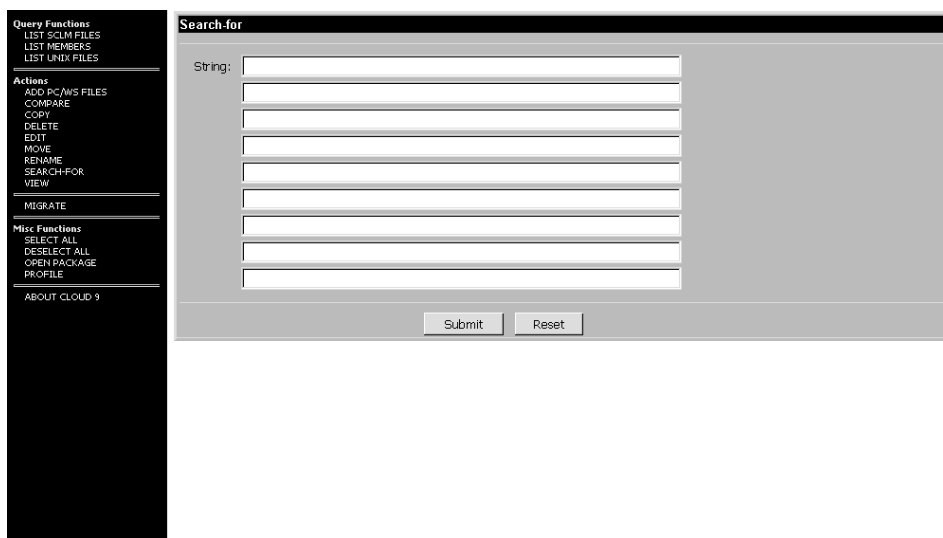 Query Functions
LIST SCLM FILES
LIST MEMBERS
LIST UNIX FILES
Actions
ADD PC/WS FILES
COMPARE
COPY
DELETE
EDIT
MOVE
RENAME
SEARCH-FOR
VIEW
MIGRATE
Misc Functions
SELECT ALL
DESELECT ALL
OPEN PACKAGE
PROFILE
ABOUT CLOUD 9
Search-for
String:
Submit Reset